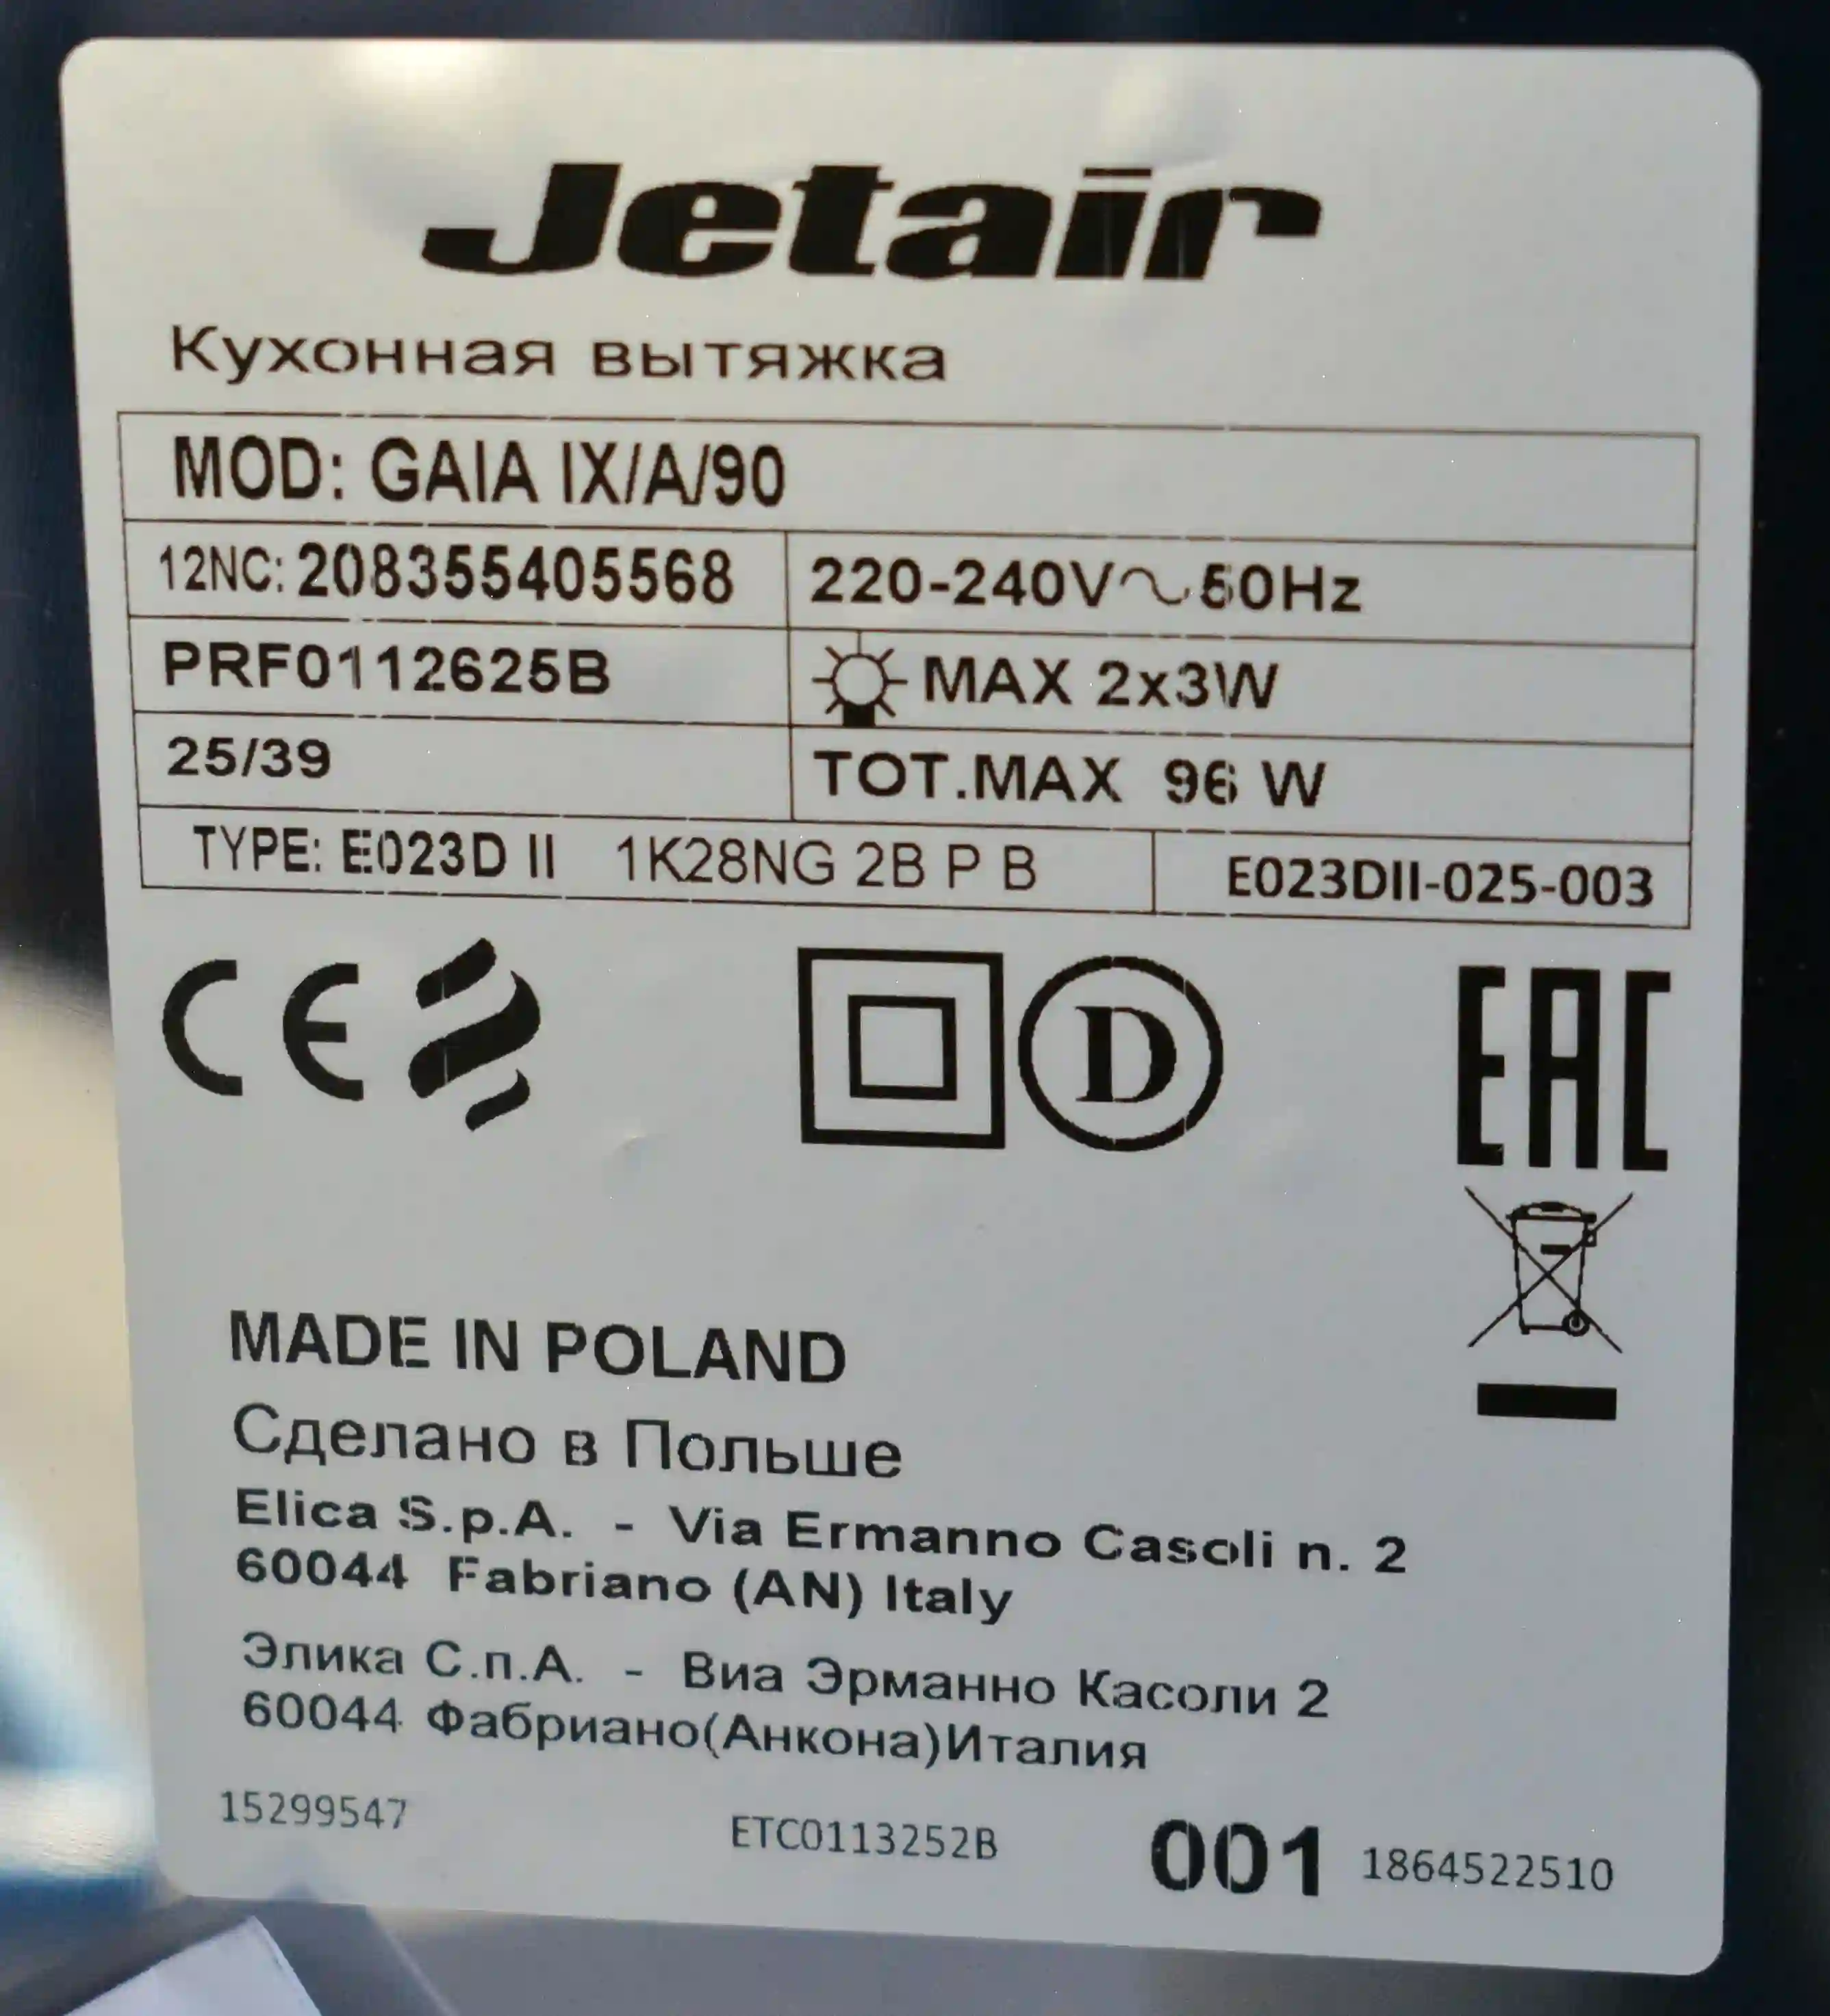 Jetair
Кухонная вытяжка
MOD: GAIA IX/A/90
12NC: 208355405568 220-240V~50Hz
PRF0112625B MAX 2x3W
25/39 TOT.MAX 96 W
TYPE: E023D II 1K28NG 2B P B E023DII-025-003
CE D EAC
MADE IN POLAND
Сделано в Польше
Elica S.p.A. - Via Ermanno Casoli n. 2
60044 Fabriano (AN) Italy
Элика С.п.А. - Виа Эрманно Касоли 2
60044 Фабриано(Анкона)Италия
15299547 ETC0113252B 001 1864522510